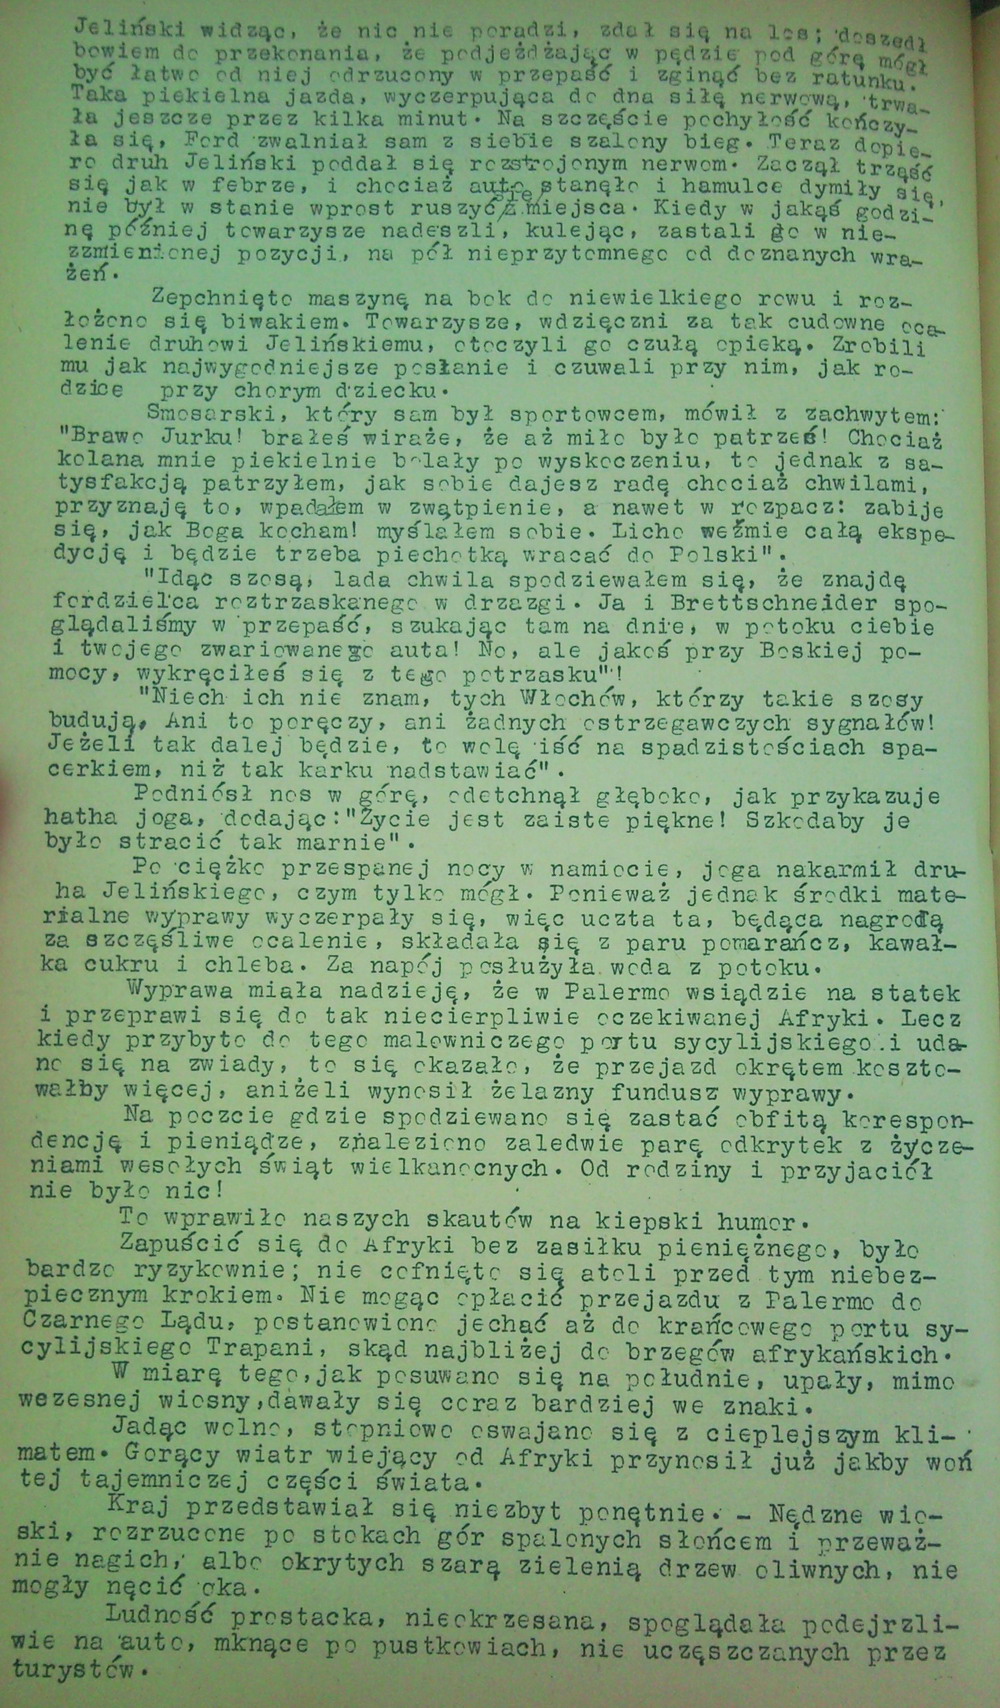 Jeliński widząc, że nic nie poradzi, zdał się na los; doszedł
bowiem do przekonania, że podjeżdżając w pędzie pod górę mógł
być łatwo od niej odrzucony w przepaść i zginąć bez ratunku.
Taka piekielna jazda, wyczerpująca do dna siłę nerwową, trwa-
ła jeszcze przez kilka minut. Na szczęście pochyłość kończy-
ła się, Ford zwalniał sam z siebie szalony bieg. Teraz dopie-
ro druh Jeliński poddał się rozstrojonym nerwom. Zaczął trząść
się jak w febrze, i chociaż auto stanęło i hamulce dymiły się,
nie był w stanie wprost ruszyć się z miejsca. Kiedy w jakąś godzi-
nę później towarzysze nadeszli, kulejąc, zastali go w nie-
zzmienionej pozycji, na pół nieprzytomnego od doznanych wra-
żeń.
Zepchnięto maszynę na bok do niewielkiego rowu i roz-
łożono się biwakiem. Towarzysze, wdzięczni za tak cudowne oca-
lenie druhowi Jelińskiemu, otoczyli go czułą opieką. Zrobili
mu jak najwygodniejsze posłanie i czuwali przy nim, jak ro-
dzice przy chorym dziecku.
Smosarski, który sam był sportowcem, mówił z zachwytem:
"Brawo Jurku! brałeś wiraże, że aż miło było patrzeć! Chociaż
kolana mnie piekielnie bolały po wyskoczeniu, to jednak z sa-
tysfakcją patrzyłem, jak sobie dajesz radę chociaż chwilami,
przyznaję to, wpadałem w zwątpienie, a nawet w rozpacz: zabije
się, jak Boga kocham! myślałem sobie. Licho weźmie całą ekspe-
dycję i będzie trzeba piechotką wracać do Polski".
"Idąc szosą, lada chwila spodziewałem się, że znajdę
fordzielca roztrzaskanego w drzazgi. Ja i Brettschneider spo-
glądaliśmy w przepaść, szukając tam na dnie, w potoku ciebie
i twojego zwariowanego auta! No, ale jakoś przy Boskiej po-
mocy, wykręciłeś się z tego potrzasku"!
"Niech ich nie znam, tych Włochów, którzy takie szosy
budują, Ani to poręczy, ani żadnych ostrzegawczych sygnałów!
Jeżeli tak dalej będzie, to wolę iść na spadzistościach spa-
cerkiem, niż tak karku nadstawiać".
Podniósł nos w górę, odetchnął głęboko, jak przykazuje
hatha joga, dodając:"Życie jest zaiste piękne! Szkodaby je
było stracić tak marnie".
Po ciężko przespanej nocy w namiocie, joga nakarmił dru-
ha Jelińskiego, czym tylko mógł. Ponieważ jednak środki mate-
rialne wyprawy wyczerpały się, więc uczta ta, będąca nagrodą
za szczęśliwe ocalenie, składała się z paru pomarańcz, kawał-
ka cukru i chleba. Za napój posłużyła woda z potoku.
Wyprawa miała nadzieję, że w Palermo wsiądzie na statek
i przeprawi się do tak niecierpliwie oczekiwanej Afryki. Lecz
kiedy przybyto do tego malowniczego portu sycylijskiego i uda-
no się na zwiady, to się okazało, że przejazd okrętem koszto-
wałby więcej, aniżeli wynosił żelazny fundusz wyprawy.
Na poczcie gdzie spodziewano się zastać obfitą korespon-
dencję i pieniądze, znaleziono zaledwie parę odkrytek z życze-
niami wesołych świąt wielkanocnych. Od rodziny i przyjaciół
nie było nic!
To wprawiło naszych skautów na kiepski humor.
Zapuścić się do Afryki bez zasiłku pieniężnego, było
bardzo ryzykownie; nie cofnięto się atoli przed tym niebez-
piecznym krokiem. Nie mogąc opłacić przejazdu z Palermo do
Czarnego Lądu, postanowiono jechać aż do krańcowego portu sy-
cylijskiego Trapani, skąd najbliżej do brzegów afrykańskich.
W miarę tego,jak posuwano się na południe, upały, mimo
wczesnej wiosny,dawały się coraz bardziej we znaki.
Jadąc wolno, stopniowo oswajano się z cieplejszym kli-
matem. Gorący wiatr wiejący od Afryki przynosił już jakby woń
tej tajemniczej części świata.
Kraj przedstawiał się niezbyt ponętnie. - Nędzne wio-
ski, rozrzucone po stokach gór spalonych słońcem i przeważ-
nie nagich, albo okrytych szarą zielenią drzew oliwnych, nie
mogły nęcić oka.
Ludność prostacka, nieokrzesana, spoglądała podejrzli-
wie na auto, mknące po pustkowiach, nie uczęszczanych przez
turystów.